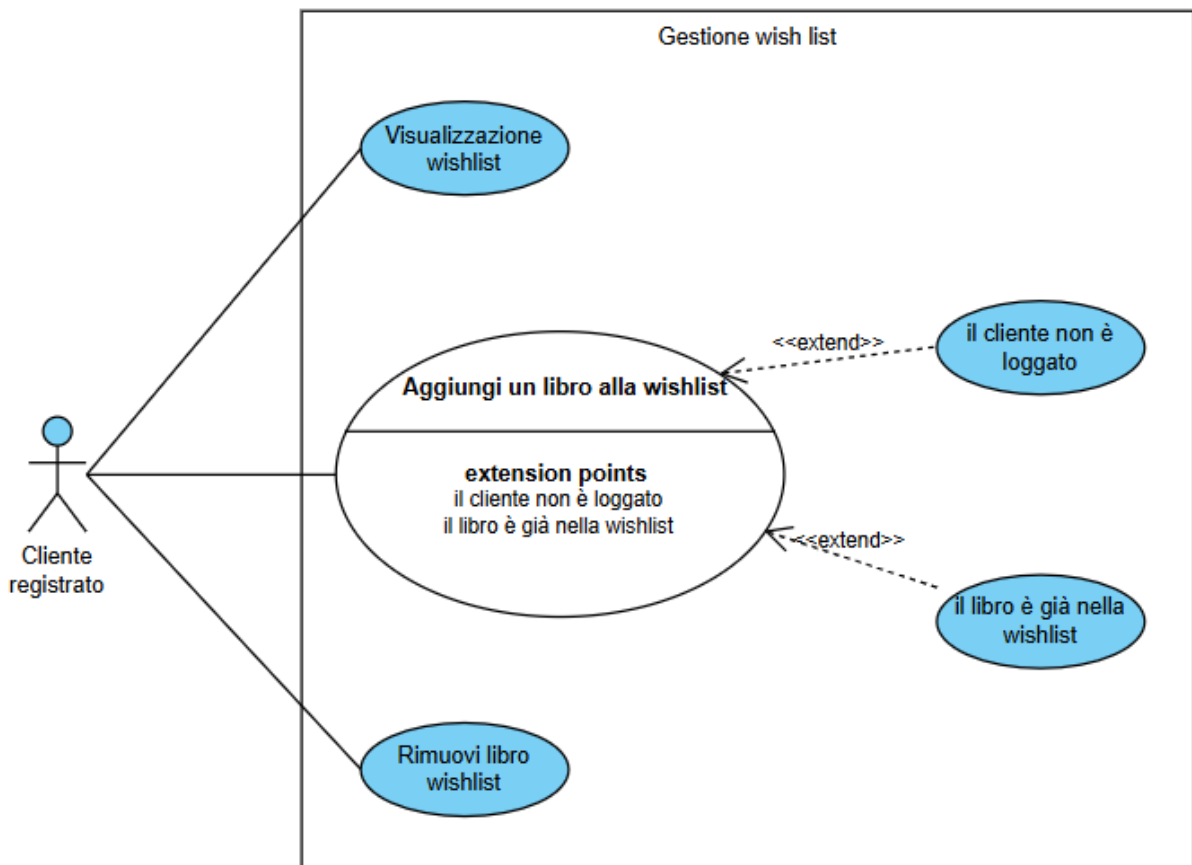 Gestione wish list
Visualizzazione
wishlist
<<extend>>
il cliente non è
loggato
Aggiungi un libro alla wishlist
extension points
il cliente non è loggato
il libro è già nella wishlist
<<extend>>
il libro è già nella
wishlist
Cliente
registrato
Rimuovi libro
wishlist